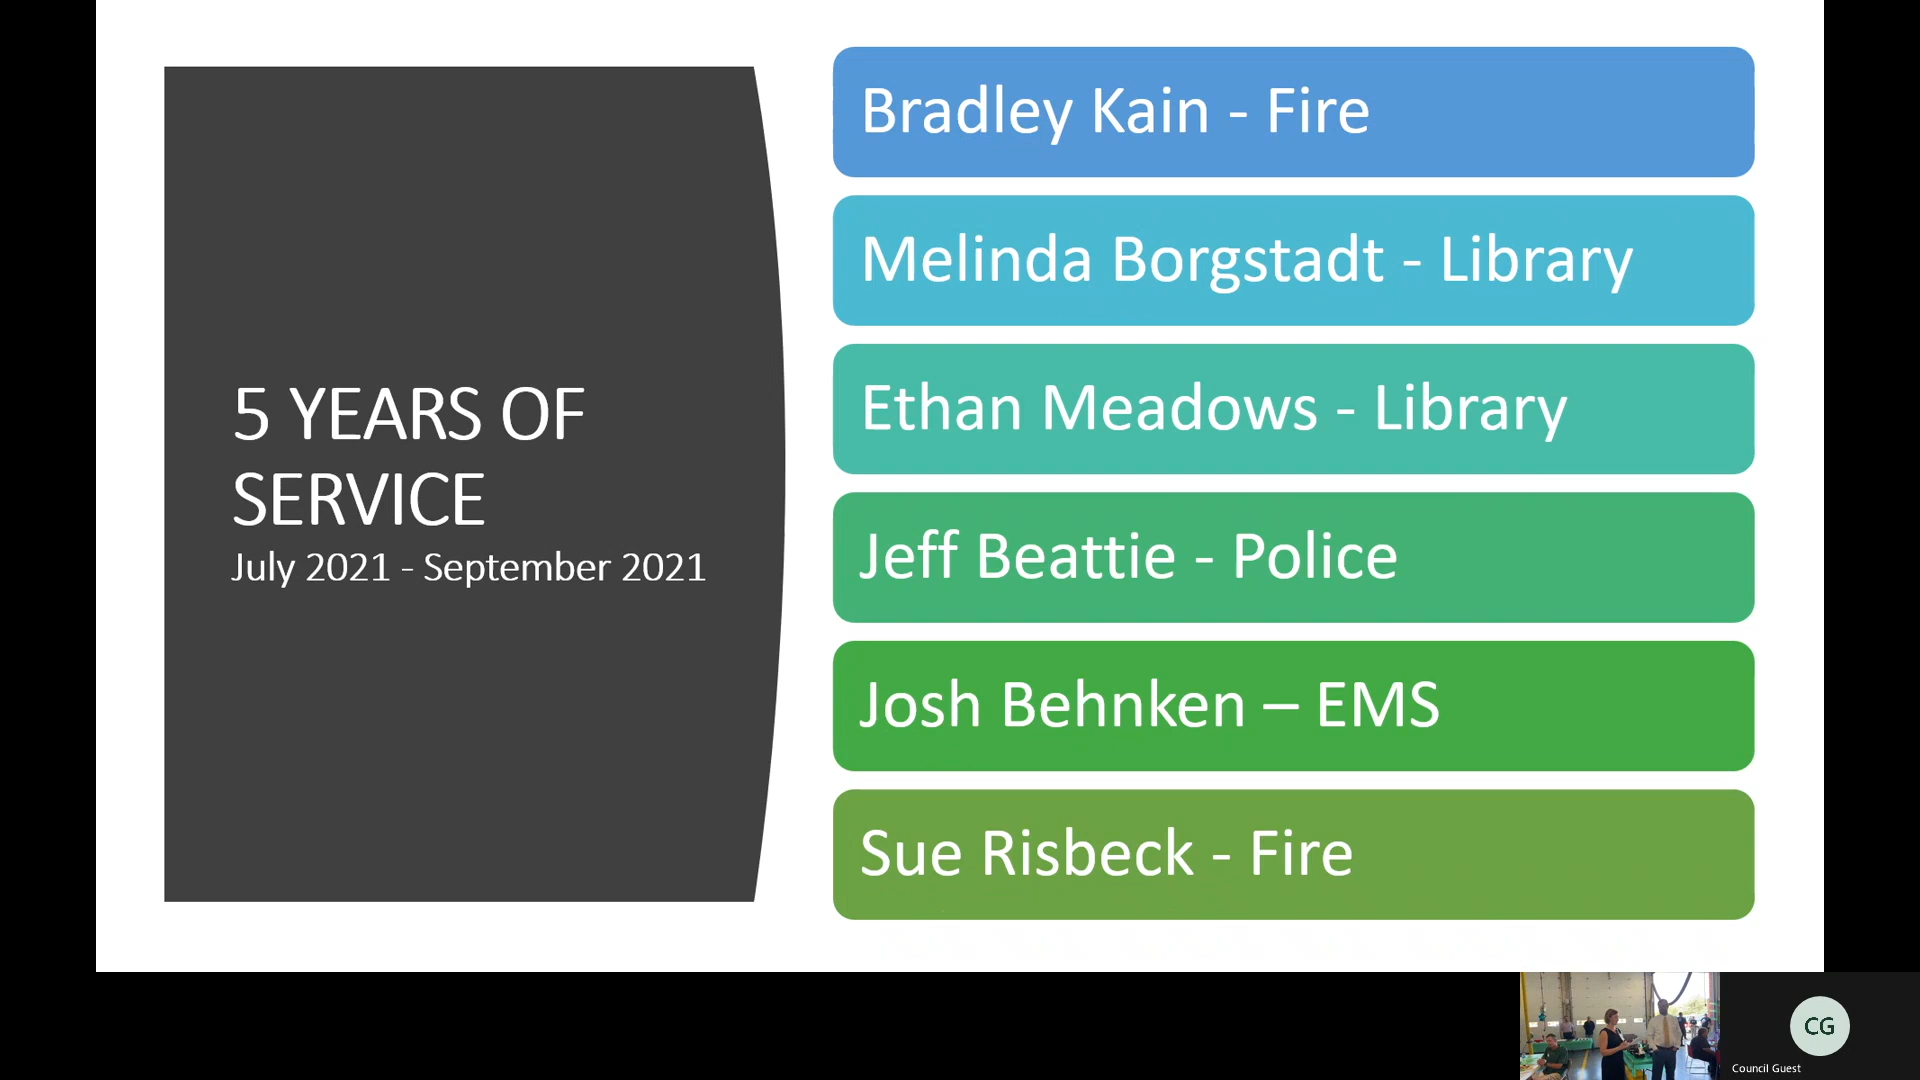 5 YEARS OF
SERVICE
July 2021 - September 2021
Bradley Kain - Fire
Melinda Borgstadt - Library
Ethan Meadows - Library
Jeff Beattie - Police
Josh Behnken – EMS
Sue Risbeck - Fire
CG
Council Guest